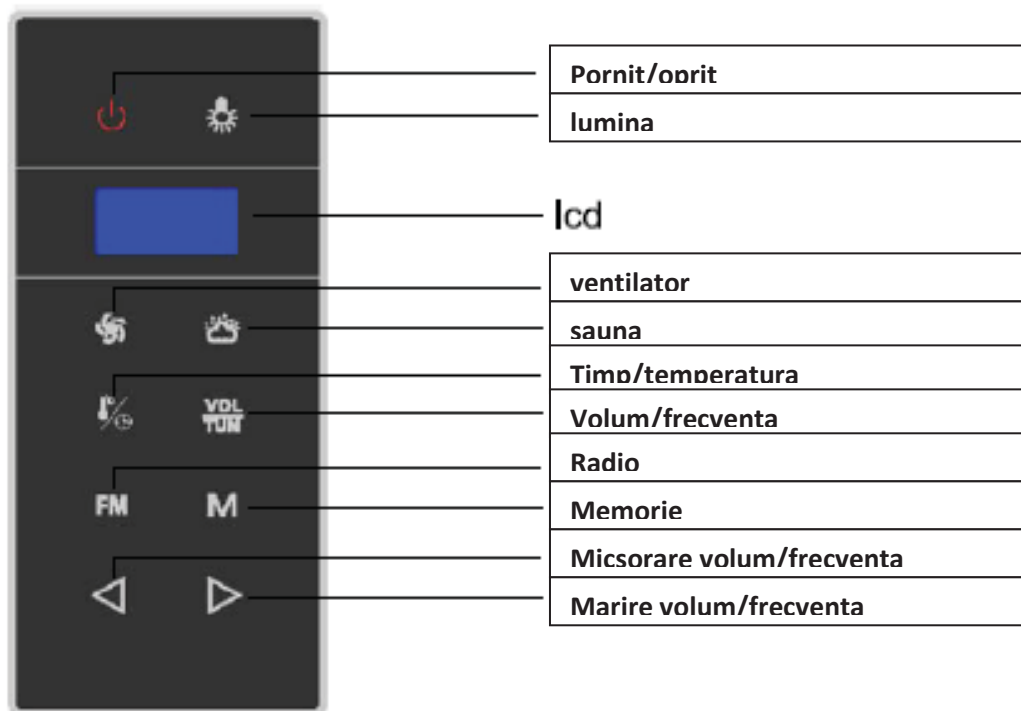 Pornit/oprit
lumina
lcd
ventilator
sauna
Timp/temperatura
VOL
TUN
Volum/frecventa
Radio
FM
M
Memorie
Micsorare volum/frecventa
Marire volum/frecventa